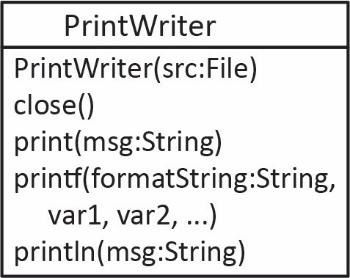 PrintWriter
PrintWriter(src:File)
close()
print(msg:String)
printf(formatString:String,
var1, var2, ...)
println(msg:String)